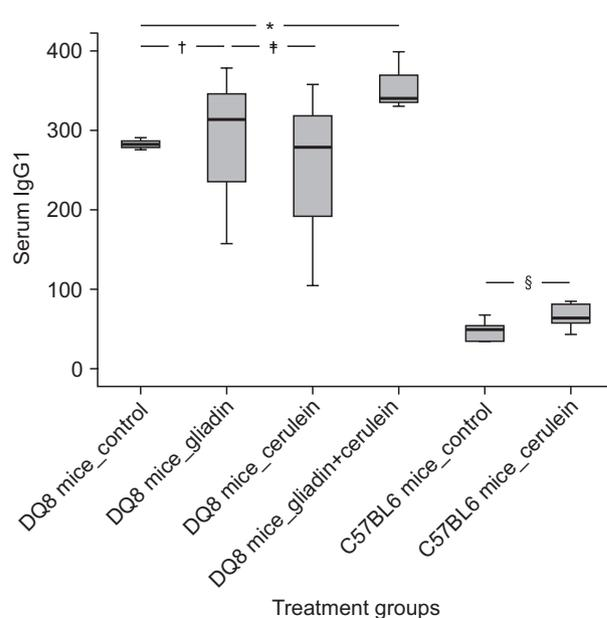 *
† ‡
400
300
200
100
0
§
Serum IgG1
DQ8 mice_control
DQ8 mice_gliadin
DQ8 mice_cerulein
DQ8 mice_gliadin+cerulein
C57BL6 mice_control
C57BL6 mice_cerulein
Treatment groups